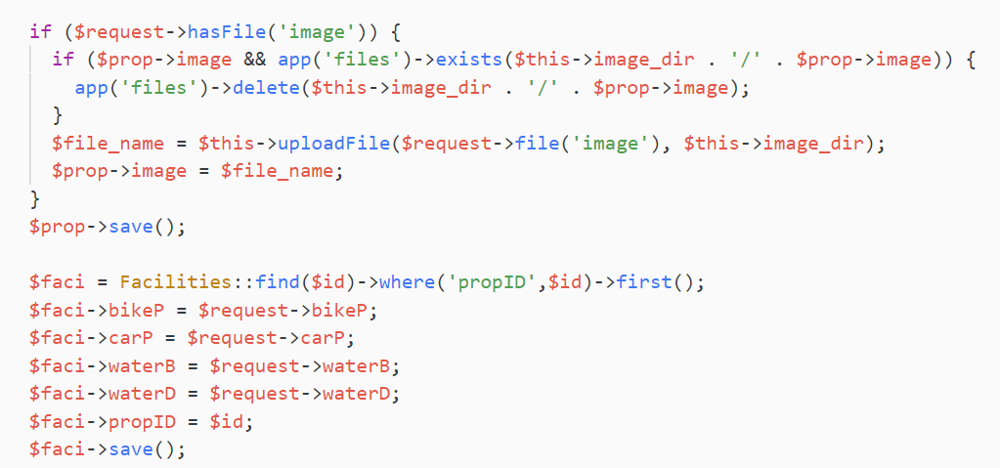 if ($request->hasFile('image')) {
  if ($prop->image && app('files')->exists($this->image_dir . '/' . $prop->image)) {
    app('files')->delete($this->image_dir . '/' . $prop->image);
  }
  $file_name = $this->uploadFile($request->file('image'), $this->image_dir);
  $prop->image = $file_name;
}
$prop->save();

$faci = Facilities::find($id)->where('propID',$id)->first();
$faci->bikeP = $request->bikeP;
$faci->carP = $request->carP;
$faci->waterB = $request->waterB;
$faci->waterD = $request->waterD;
$faci->propID = $id;
$faci->save();